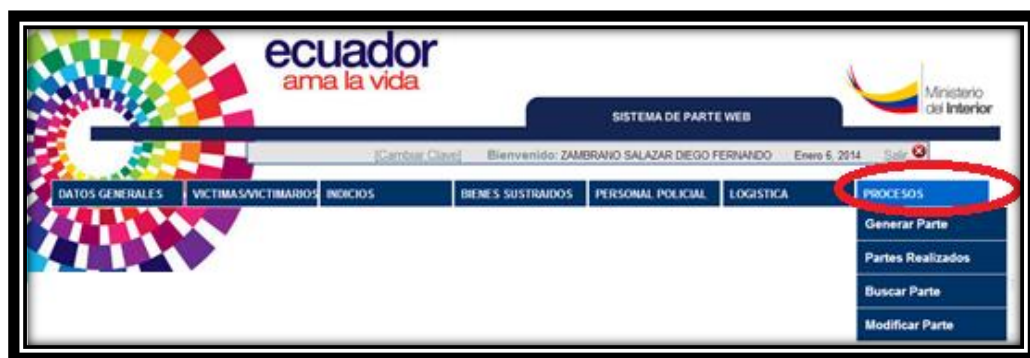 ecuador
ama la vida
Ministerio
del Interior
SISTEMA DE PARTE WEB
[Cambiar Clave] Bienvenido: ZAMBRANO SALAZAR DIEGO FERNANDO Enero 6, 2014 Salir
DATOS GENERALES VICTIMAS/VICTIMARIOS INDICIOS BIENES SUSTRAIDOS PERSONAL POLICIAL LOGISTICA PROCESOS
Generar Parte
Partes Realizados
Buscar Parte
Modificar Parte